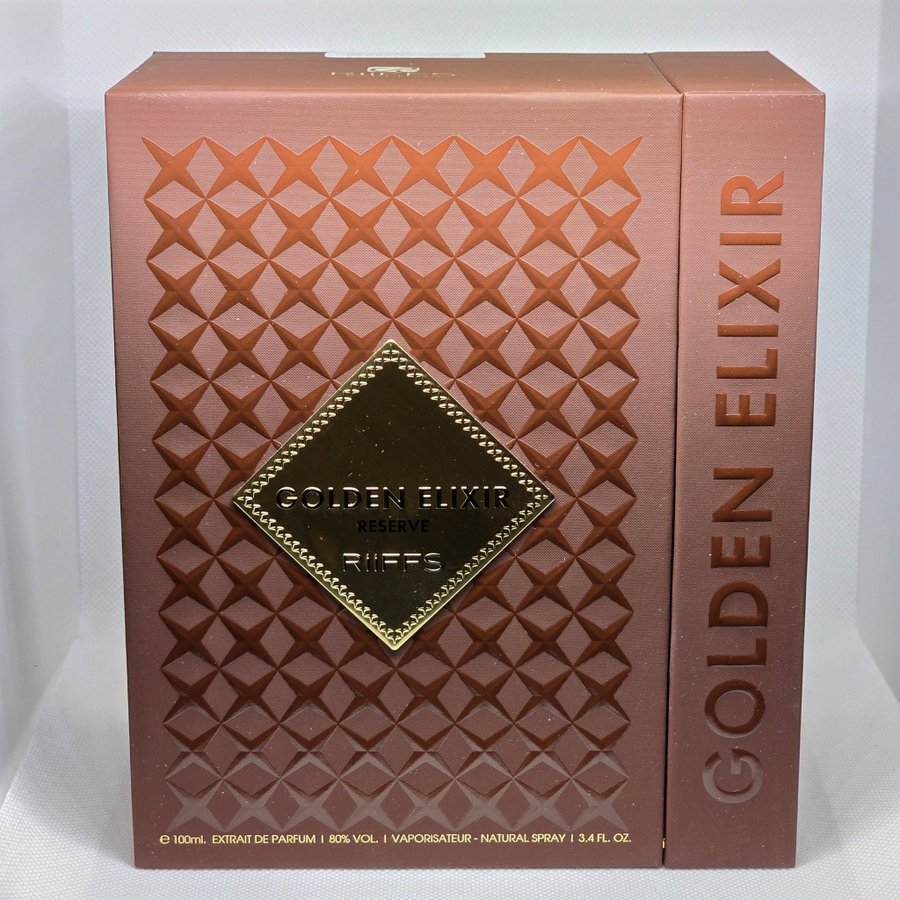 RIIFFS
GOLDEN ELIXIR
RESERVE
RiiFFS
GOLDEN ELIXIR
℮ 100ml. EXTRAIT DE PARFUM I 80% VOL. I VAPORISATEUR - NATURAL SPRAY I 3.4 FL. OZ.